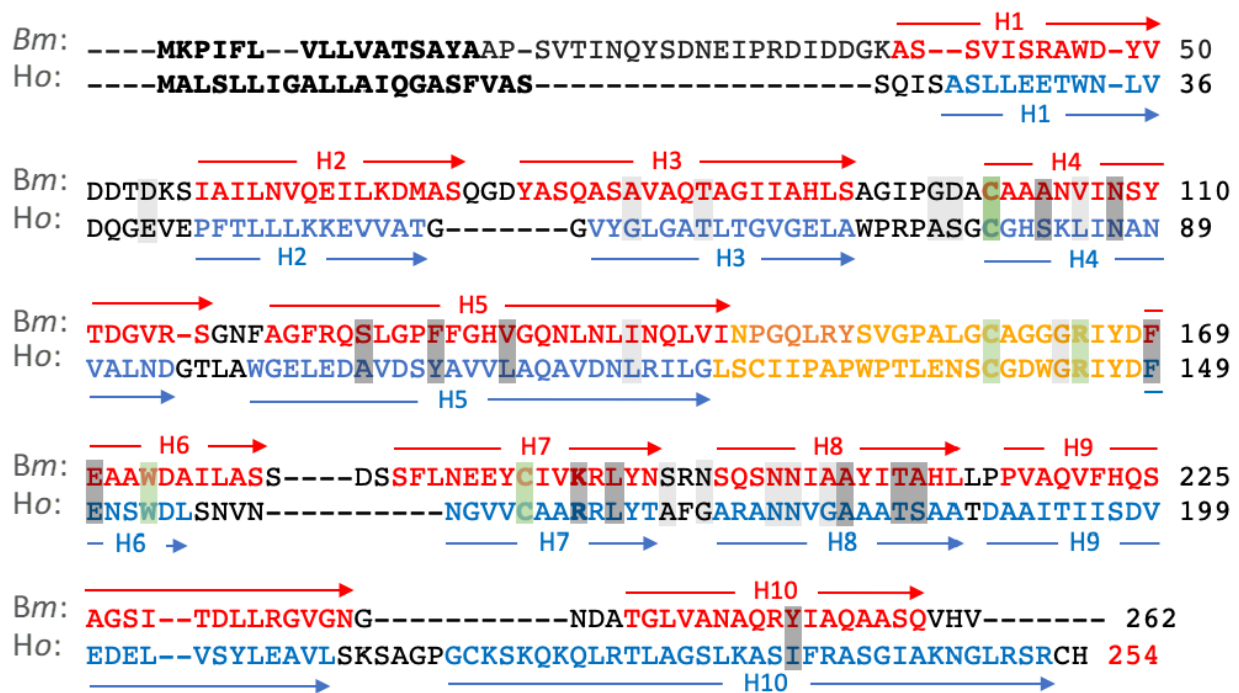 H1
Bm: ----MKPIFL--VLLVATSAYAAP-SVTINQYSDNEIPRDIDDGKAS--SVISRAWD-YV 50
Ho: ----MALSLLIGALLAIQGASFVAS-------------------SQISASLLEETWN-LV 36
H1
H2 H3 H4
Bm: DDTDKSIAILNVQEILKDMASQGDYASQASAVAQTAGIIAHLSAGIPGDACAAANVINSY 110
Ho: DQGEVEPFTLLLKKEVVATG-------GVYGLGATLTGVGELAWPRPASGCGHSKLINAN 89
H2 H3 H4
H5
Bm: TDGVR-SGNFAGFRQSLGPFFGHVGQNLNLINQLVINPGQLRYSVGPALGCAGGGRIYDF 169
Ho: VALNDGTLAWGELEDAVDSYAVVLAQAVDNLRILGLSCIIPAPWPTLENSCGDWGRIYDF 149
H5
H6 H7 H8 H9
Bm: EAAWDAILASS----DSSFLNEEYCIVKRLYNSRNSQSNNIAAYITAHLLPPVAQVFHQS 225
Ho: ENSWDLSNVN----------NGVVCAARRLYTAFGARANNVGAAATSAATDAAITIISDV 199
H6 H7 H8 H9
H10
Bm: AGSI--TDLLRGVGNG-----------NDATGLVANAQRYIAQAASQVHV------- 262
Ho: EDEL--VSYLEAVLSKSAGPGCKSKQKQLRTLAGSLKASIFRASGIAKNGLRSRCH 254
H10